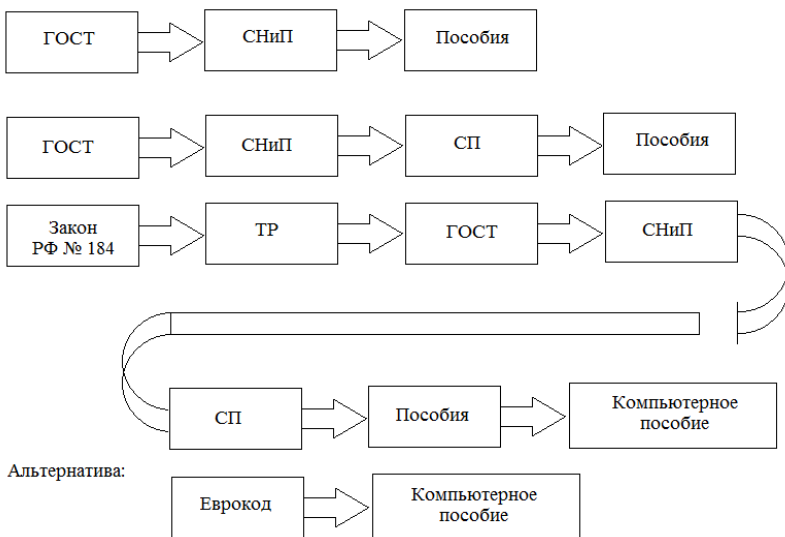 ГОСТ
СНиП
Пособия
ГОСТ
СНиП
СП
Пособия
Закон
РФ № 184
ТР
ГОСТ
СНиП
СП
Пособия
Компьютерное
пособие
Альтернатива:
Еврокод
Компьютерное
пособие